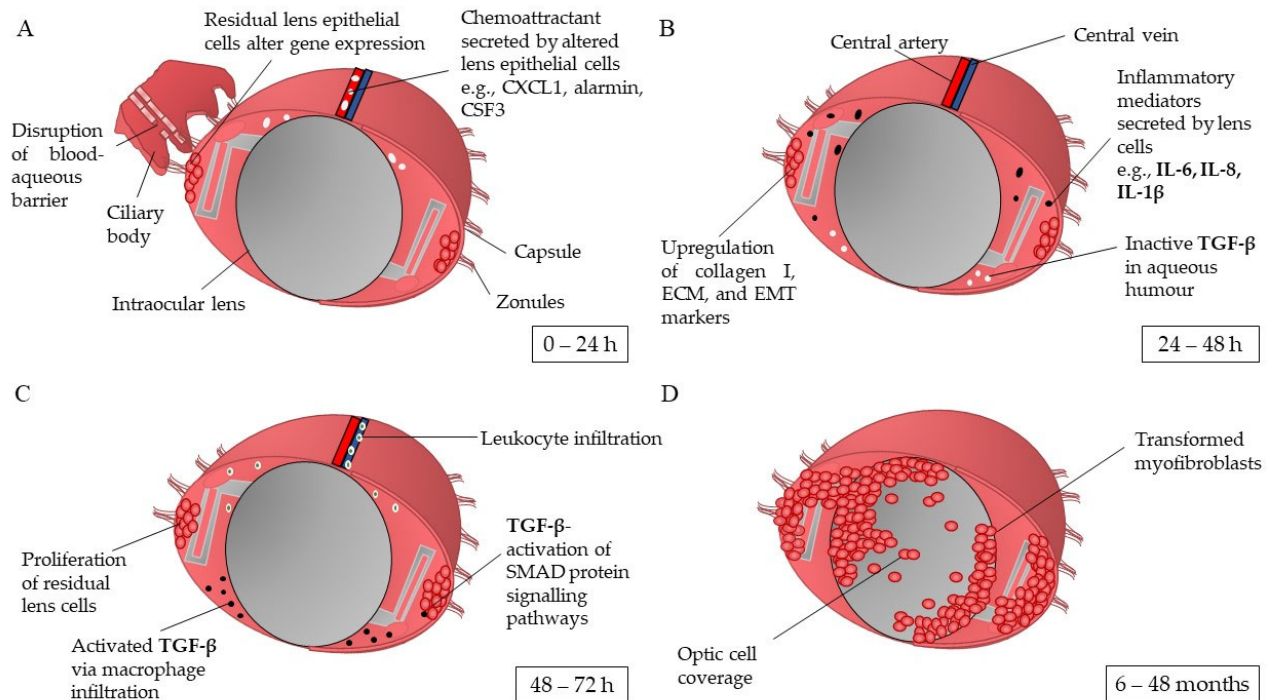 A
Residual lens epithelial
cells alter gene expression
Chemoattractant
secreted by altered
lens epithelial cells
e.g., CXCL1, alarmin,
CSF3
Disruption
of blood-
aqueous
barrier
Ciliary
body
Intraocular lens
Capsule
Zonules
0 – 24 h
B
Central artery
Central vein
Inflammatory
mediators
secreted by lens
cells
e.g., IL-6, IL-8,
IL-1β
Upregulation
of collagen I,
ECM, and EMT
markers
Inactive TGF-β
in aqueous
humour
24 – 48 h
C
Leukocyte infiltration
Proliferation
of residual
lens cells
TGF-β-
activation of
SMAD protein
signalling
pathways
Activated TGF-β
via macrophage
infiltration
48 – 72 h
D
Transformed
myofibroblasts
Optic cell
coverage
6 – 48 months